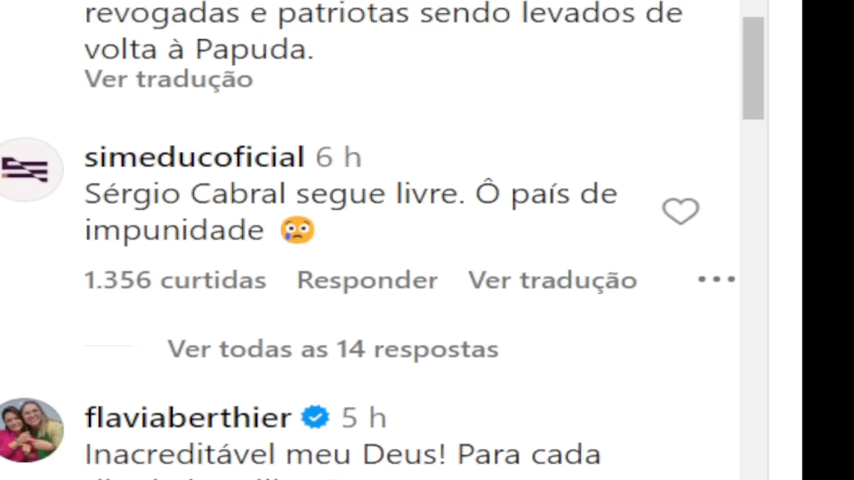 revogadas e patriotas sendo levados de
volta à Papuda.
Ver tradução
simeducoficial 6 h
Sérgio Cabral segue livre. Ô país de
impunidade 😢
1.356 curtidas Responder Ver tradução ...
Ver todas as 14 respostas
flaviaberthier 5 h
Inacreditável meu Deus! Para cada